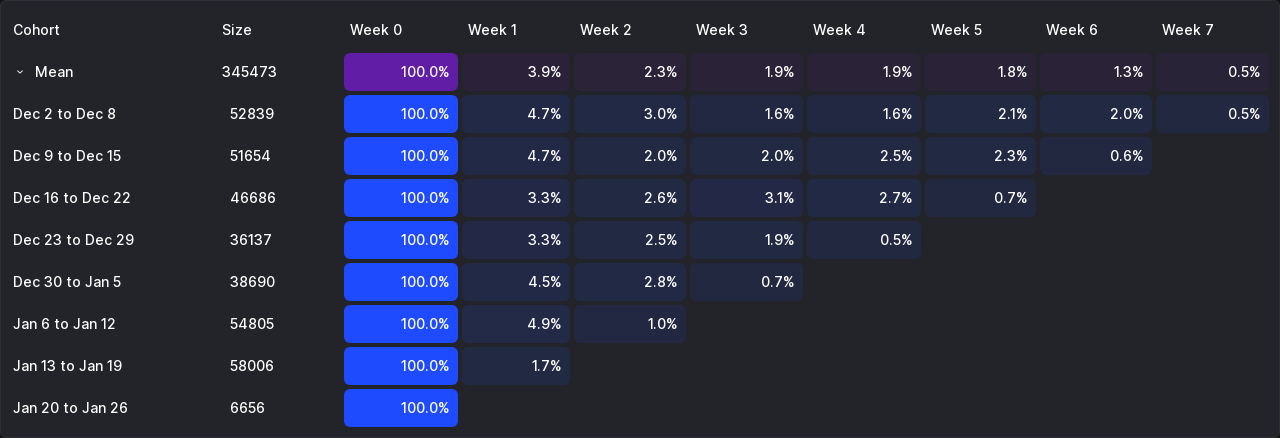 Cohort Size Week 0 Week 1 Week 2 Week 3 Week 4 Week 5 Week 6 Week 7
Mean 345473 100.0% 3.9% 2.3% 1.9% 1.9% 1.8% 1.3% 0.5%
Dec 2 to Dec 8 52839 100.0% 4.7% 3.0% 1.6% 1.6% 2.1% 2.0% 0.5%
Dec 9 to Dec 15 51654 100.0% 4.7% 2.0% 2.0% 2.5% 2.3% 0.6%
Dec 16 to Dec 22 46686 100.0% 3.3% 2.6% 3.1% 2.7% 0.7%
Dec 23 to Dec 29 36137 100.0% 3.3% 2.5% 1.9% 0.5%
Dec 30 to Jan 5 38690 100.0% 4.5% 2.8% 0.7%
Jan 6 to Jan 12 54805 100.0% 4.9% 1.0%
Jan 13 to Jan 19 58006 100.0% 1.7%
Jan 20 to Jan 26 6656 100.0%